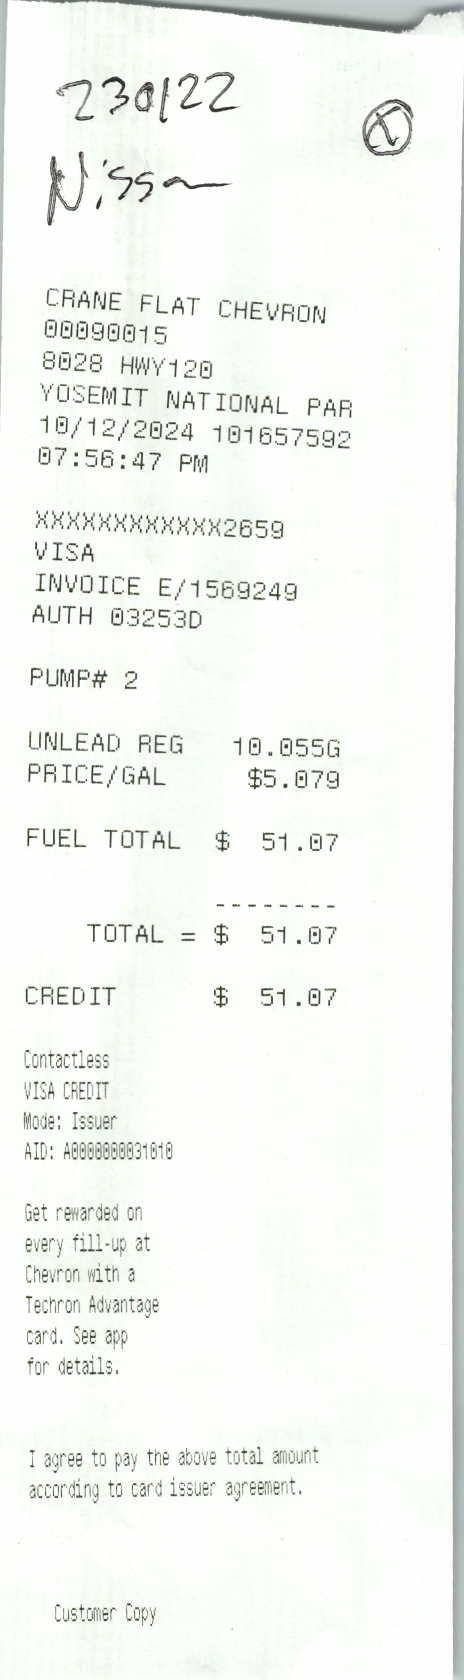 230122
Nissan
CRANE FLAT CHEVRON
00090015
8028 HWY120
YOSEMIT NATIONAL PAR
10/12/2024 101657592
07:56:47 PM
XXXXXXXXXXXX2659
VISA
INVOICE E/1569249
AUTH 03253D
PUMP# 2
UNLEAD REG 10.055G
PRICE/GAL $5.079
FUEL TOTAL $ 51.07
--------
TOTAL = $ 51.07
CREDIT $ 51.07
Contactless
VISA CREDIT
Mode: Issuer
AID: A0000000031010
Get rewarded on
every fill-up at
Chevron with a
Techron Advantage
card. See app
for details.
I agree to pay the above total amount
according to card issuer agreement.
Customer Copy